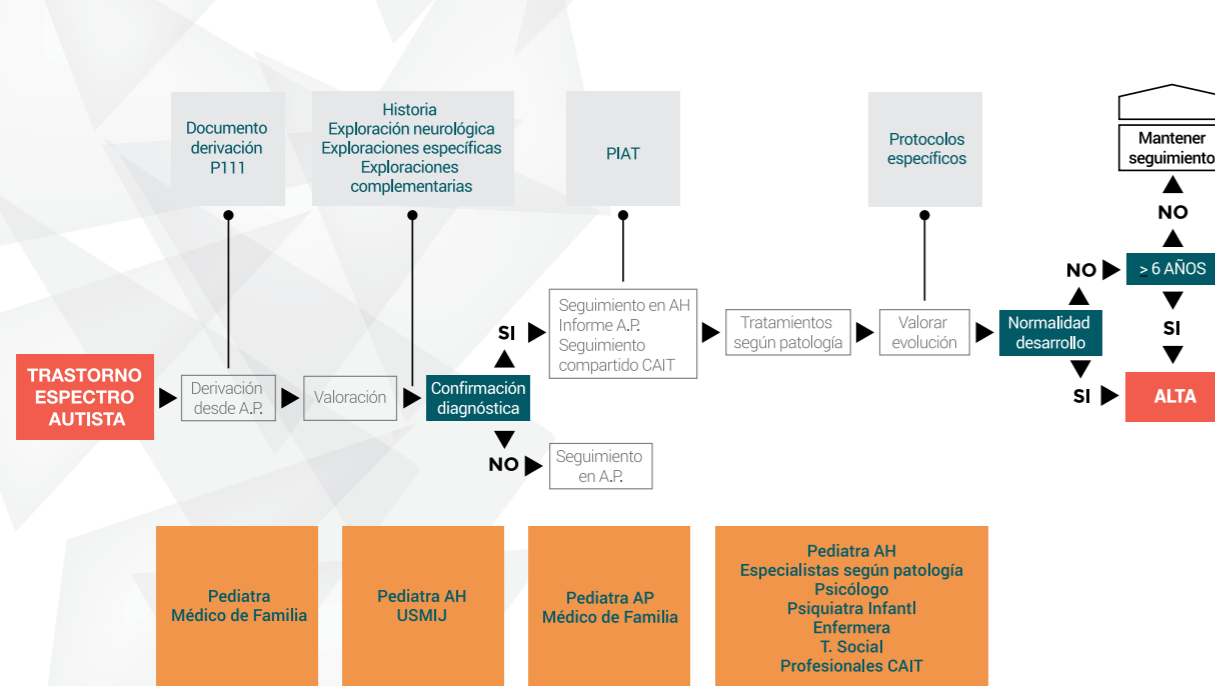 Documento
derivación
P111
Historia
Exploración neurológica
Exploraciones específicas
Exploraciones
complementarias
PIAT
Protocolos
específicos
Mantener
seguimiento
NO
NO
> 6 AÑOS
SI
Seguimiento en AH
Informe A.P.
Seguimiento
compartido CAIT
SI
Tratamientos
según patología
Valorar
evolución
Normalidad
desarrollo
SI
ALTA
TRASTORNO
ESPECTRO
AUTISTA
Derivación
desde A.P.
Valoración
Confirmación
diagnóstica
NO
Seguimiento
en A.P.
Pediatra
Médico de Familia
Pediatra AH
USMIJ
Pediatra AP
Médico de Familia
Pediatra AH
Especialistas según patología
Psicólogo
Psiquiatra Infantl
Enfermera
T. Social
Profesionales CAIT